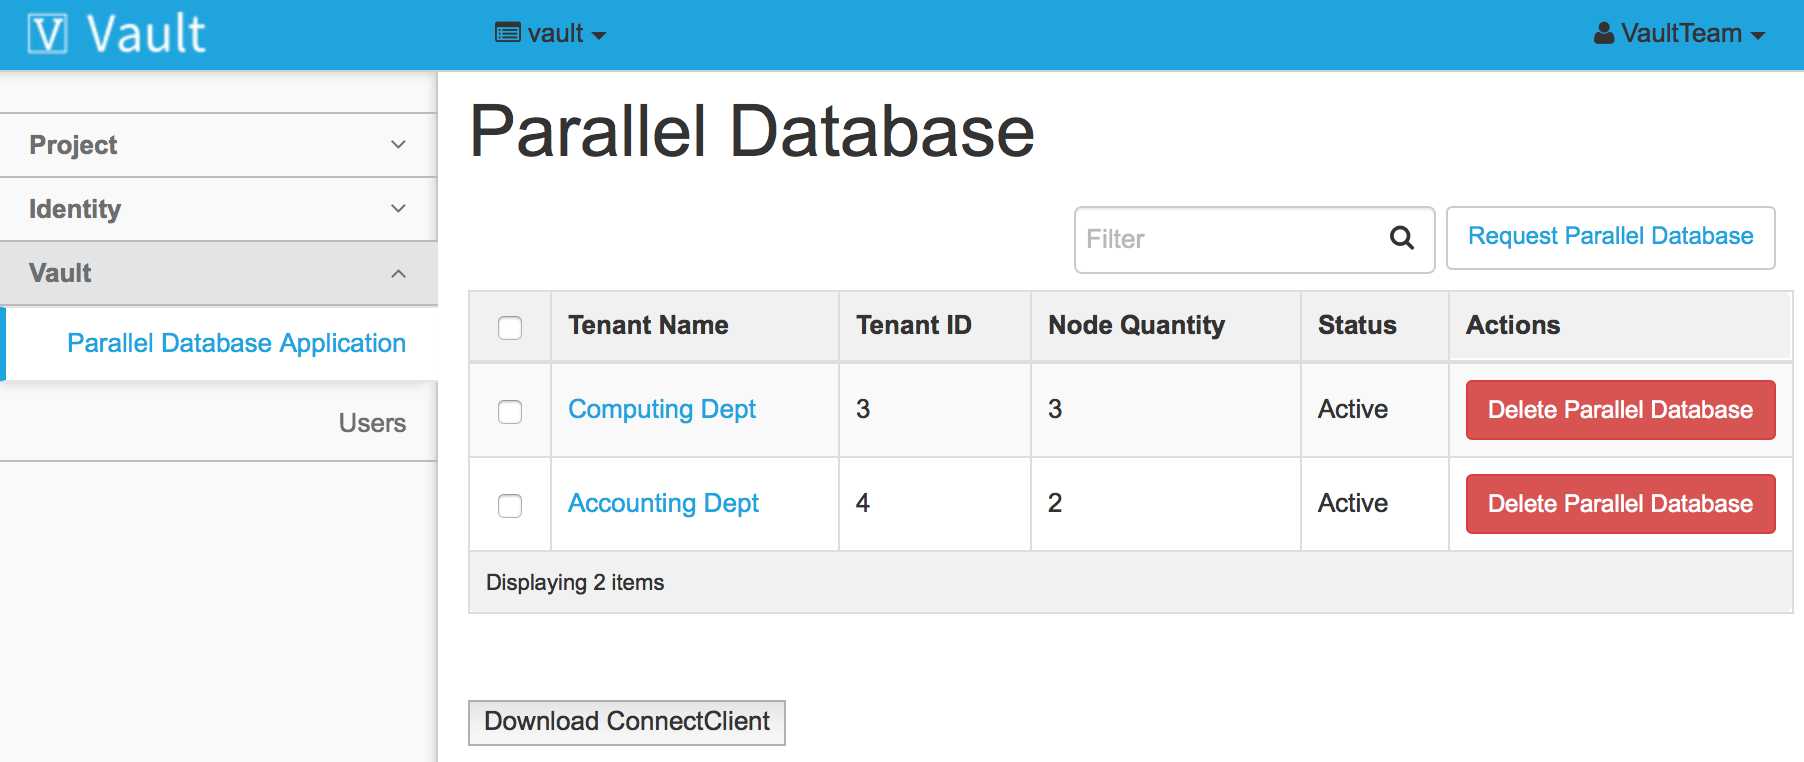 V Vault
vault
VaultTeam
Project
Identity
Vault
Parallel Database Application
Users
Parallel Database
Filter
Request Parallel Database
Tenant Name Tenant ID Node Quantity Status Actions
Computing Dept 3 3 Active Delete Parallel Database
Accounting Dept 4 2 Active Delete Parallel Database
Displaying 2 items
Download ConnectClient